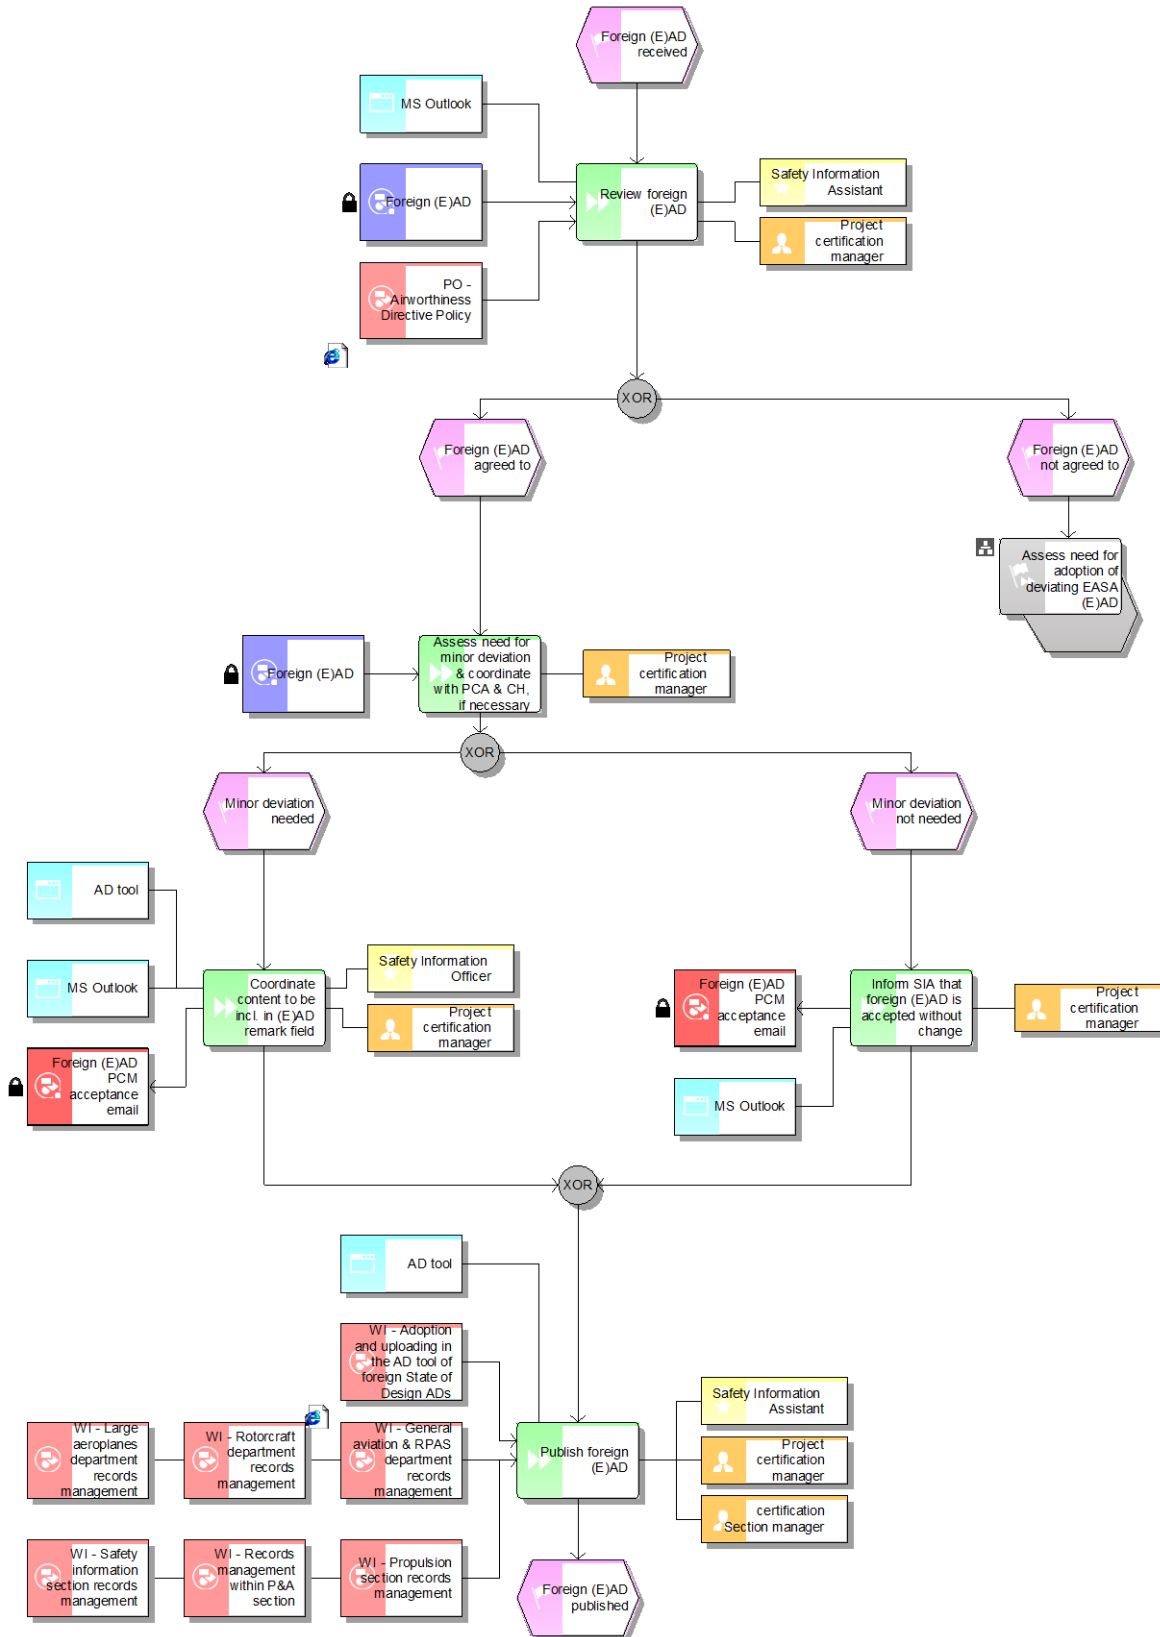 Foreign (E)AD
received
MS Outlook
Foreign (E)AD
PO -
Airworthiness
Directive Policy
Review foreign
(E)AD
Safety Information
Assistant
Project
certification
manager
XOR
Foreign (E)AD
agreed to
Foreign (E)AD
not agreed to
Assess need for
adoption of
deviating EASA
(E)AD
Foreign (E)AD
Assess need for
minor deviation
& coordinate
with PCA & CH,
if necessary
Project
certification
manager
XOR
Minor deviation
needed
Minor deviation
not needed
AD tool
MS Outlook
Foreign (E)AD
PCM
acceptance
email
Coordinate
content to be
incl. in (E)AD
remark field
Safety Information
Officer
Project
certification
manager
Foreign (E)AD
PCM
acceptance
email
MS Outlook
Inform SIA that
foreign (E)AD is
accepted without
change
Project
certification
manager
XOR
AD tool
WI - Adoption
and uploading in
the AD tool of
foreign State of
Design ADs
WI - Large
aeroplanes
department
records
management
WI - Rotorcraft
department
records
management
WI - General
aviation & RPAS
department
records
management
WI - Safety
information
section records
management
WI - Records
management
within P&A
section
WI - Propulsion
section records
management
Publish foreign
(E)AD
Safety Information
Assistant
Project
certification
manager
certification
Section manager
Foreign (E)AD
published